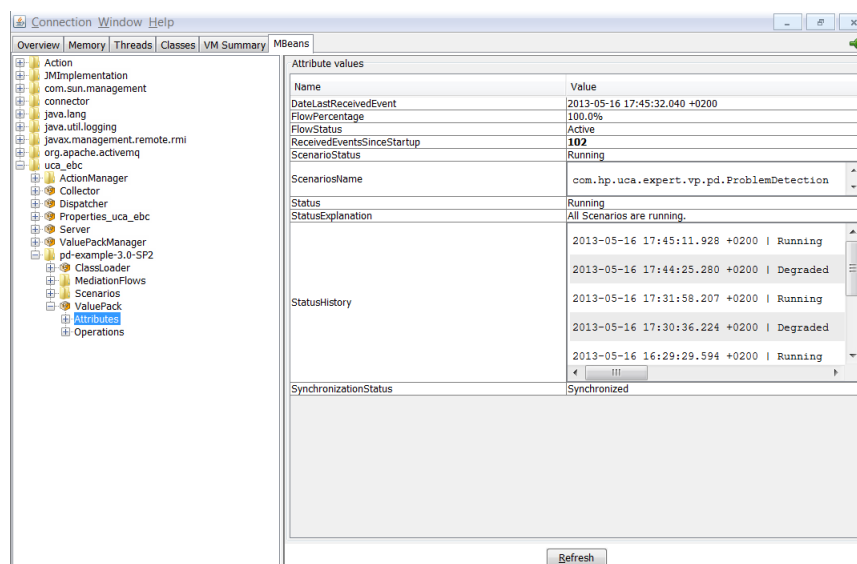 Connection Window Help
Overview Memory Threads Classes VM Summary MBeans
Action
JMImplementation
com.sun.management
connector
java.lang
java.util.logging
javax.management.remote.rmi
org.apache.activemq
uca_ebc
ActionManager
Collector
Dispatcher
Properties_uca_ebc
Server
ValuePackManager
pd-example-3.0-SP2
ClassLoader
MediationFlows
Scenarios
ValuePack
Attributes
Operations
Attribute values
Name Value
DateLastReceivedEvent 2013-05-16 17:45:32.040 +0200
FlowPercentage 100.0%
FlowStatus Active
ReceivedEventsSinceStartup 102
ScenarioStatus Running
ScenariosName com.hp.uca.expert.vp.pd.ProblemDetection
Status Running
StatusExplanation All Scenarios are running.
StatusHistory
2013-05-16 17:45:11.928 +0200 | Running
2013-05-16 17:44:25.280 +0200 | Degraded
2013-05-16 17:31:58.207 +0200 | Running
2013-05-16 17:30:36.224 +0200 | Degraded
2013-05-16 16:29:29.594 +0200 | Running
SynchronizationStatus Synchronized
Refresh